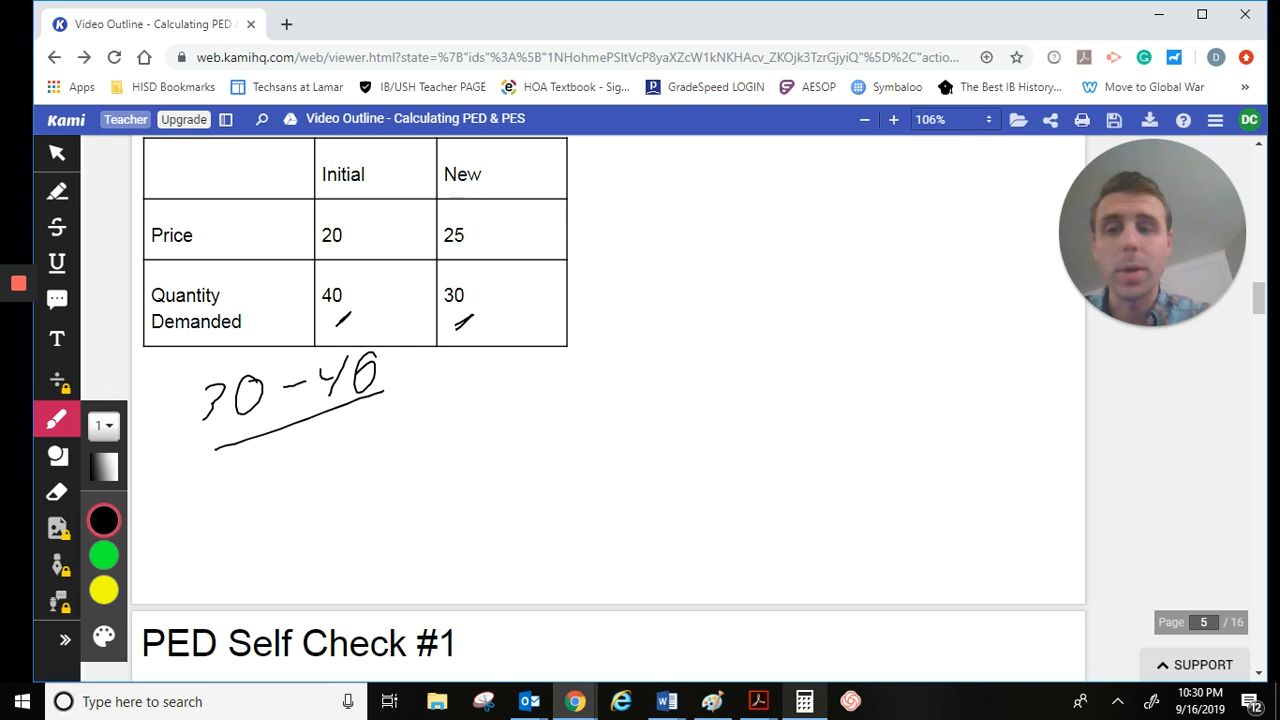 Video Outline - Calculating PED &
web.kamihq.com/web/viewer.html?state=%7B"ids"%3A%5B"1NHohmePSltVcP8yaXZcW1kNKHAcv_ZKOjk3TzrGjyiQ"%5D%2C"actio...
Apps HISD Bookmarks Techsans at Lamar IB/USH Teacher PAGE HOA Textbook - Sig... GradeSpeed LOGIN AESOP Symbaloo The Best IB History... Move to Global War »
Kami Teacher Upgrade Video Outline - Calculating PED & PES 106% DC
Initial New
Price 20 25
Quantity Demanded 40 30
30 - 40
1
PED Self Check #1
Page 5 / 16
SUPPORT
Type here to search
10:30 PM
9/16/2019
12